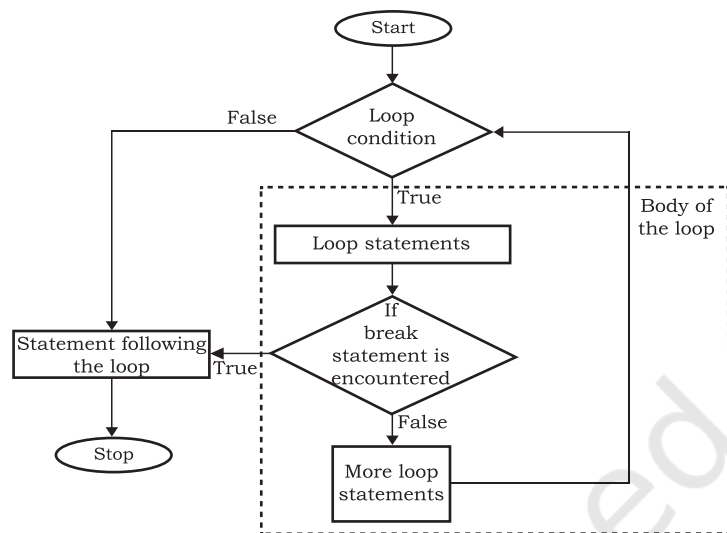 Start
False
Loop
condition
True
Body of
the loop
Loop statements
If
break
statement is
encountered
Statement following
the loop
True
False
Stop
More loop
statements
ed